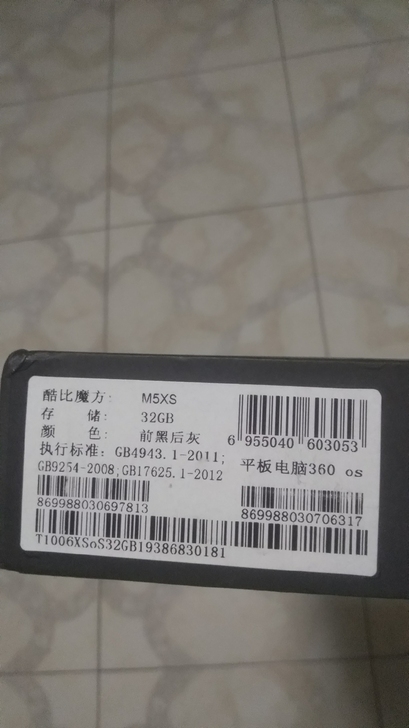 酷比魔方: M5XS
存 储: 32GB
颜 色: 前黑后灰
执行标准: GB4943.1-2011;
GB9254-2008;GB17625.1-2012
6 955040 603053
平板电脑360 os
869988030697813
869988030706317
T1006XSoS32GB19386830181